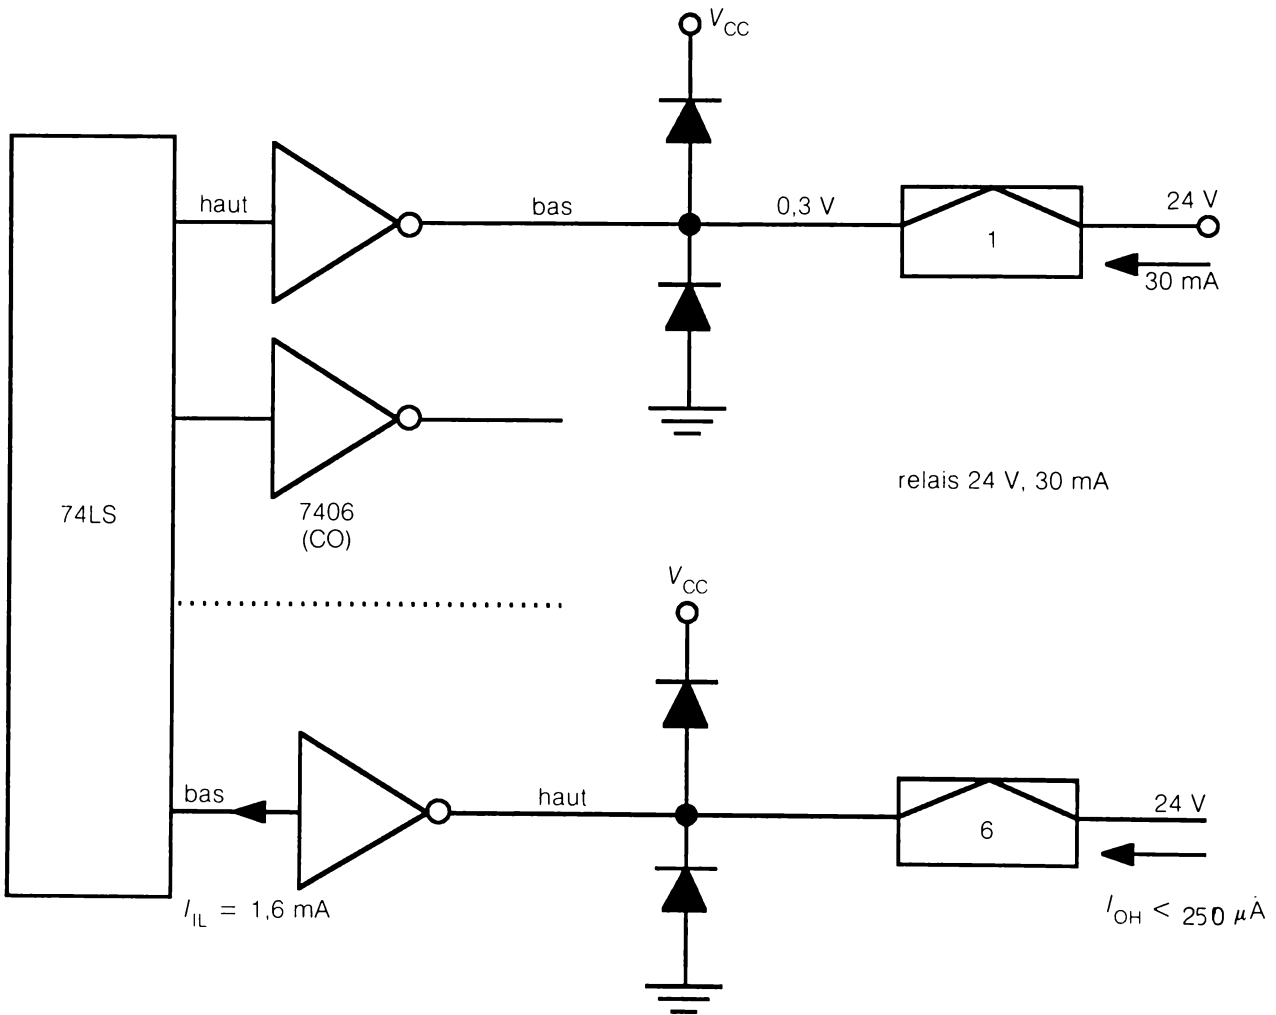 V_CC
haut
bas
0,3 V
24 V
1
30 mA
74LS
7406
(CO)
relais 24 V, 30 mA
V_CC
bas
haut
24 V
6
I_IL = 1,6 mA
I_OH < 250 µA